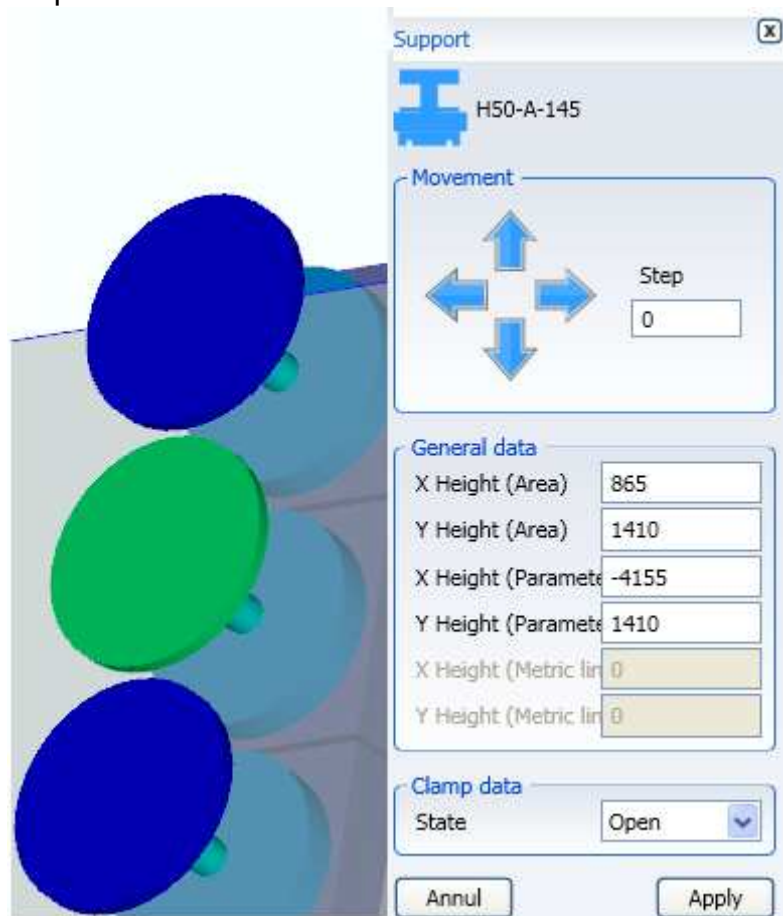 Support
H50-A-145
Movement
Step
0
General data
X Height (Area) 865
Y Height (Area) 1410
X Height (Paramete -4155
Y Height (Paramete 1410
X Height (Metric lin 0
Y Height (Metric lin 0
Clamp data
State Open
Annul Apply